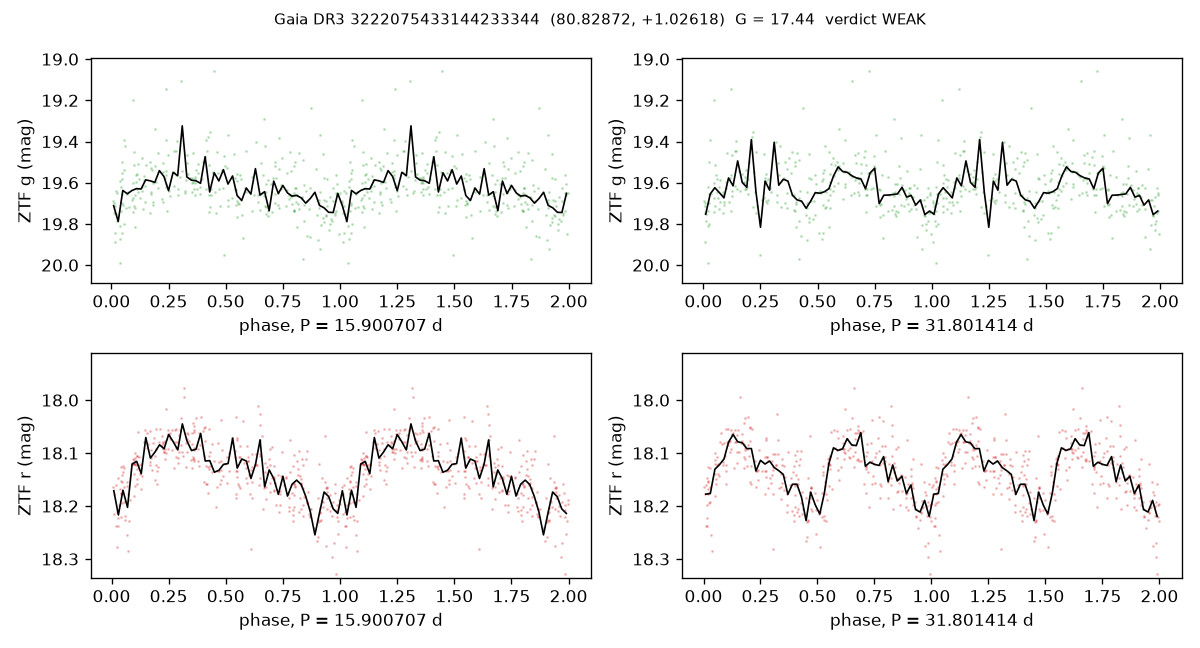 Gaia DR3 3222075433144233344  (80.82872, +1.02618)  G = 17.44  verdict WEAK
ZTF g (mag)
19.0
19.2
19.4
19.6
19.8
20.0
0.00 0.25 0.50 0.75 1.00 1.25 1.50 1.75 2.00
phase, P = 15.900707 d
ZTF g (mag)
19.0
19.2
19.4
19.6
19.8
20.0
0.00 0.25 0.50 0.75 1.00 1.25 1.50 1.75 2.00
phase, P = 31.801414 d
ZTF r (mag)
18.0
18.1
18.2
18.3
0.00 0.25 0.50 0.75 1.00 1.25 1.50 1.75 2.00
phase, P = 15.900707 d
ZTF r (mag)
18.0
18.1
18.2
18.3
0.00 0.25 0.50 0.75 1.00 1.25 1.50 1.75 2.00
phase, P = 31.801414 d